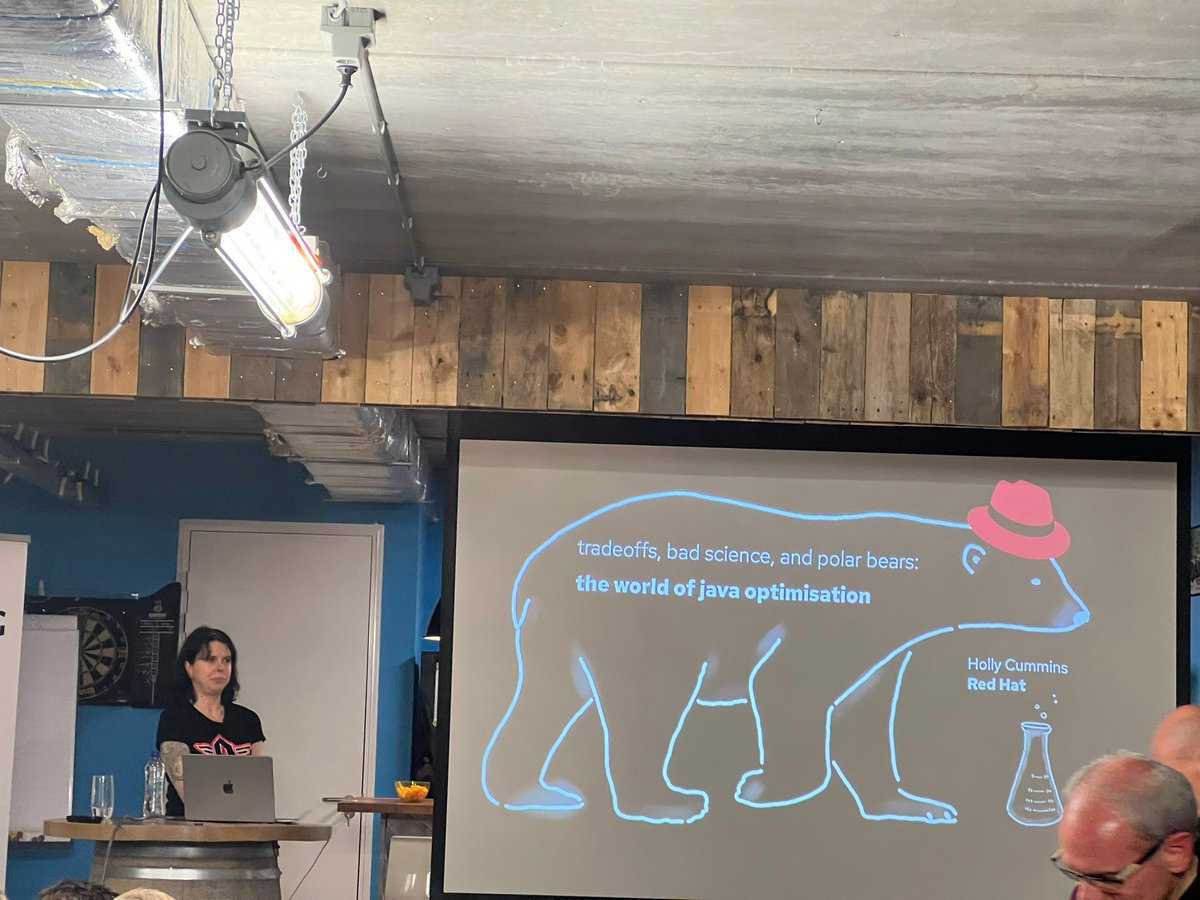 tradeoffs, bad science, and polar bears:
the world of java optimisation
Holly Cummins
Red Hat
G